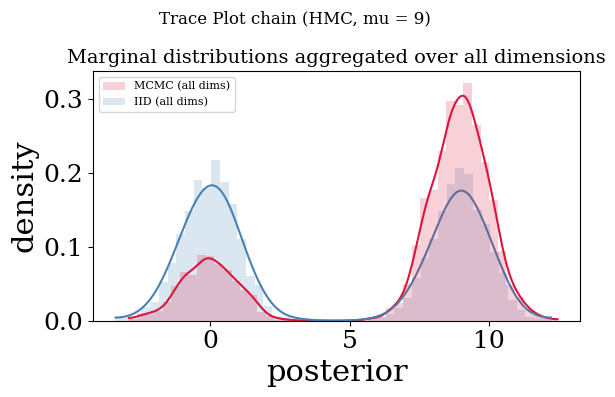 Trace Plot chain (HMC, mu = 9)
Marginal distributions aggregated over all dimensions
MCMC (all dims)
IID (all dims)
density
0.3
0.2
0.1
0.0
0 5 10
posterior